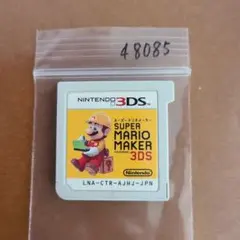 48085
NINTENDO 3DS
スーパーマリオメーカー
SUPER
MARIO
MAKER
3DS
Nintendo
LNA-CTR-AJHJ-JPN